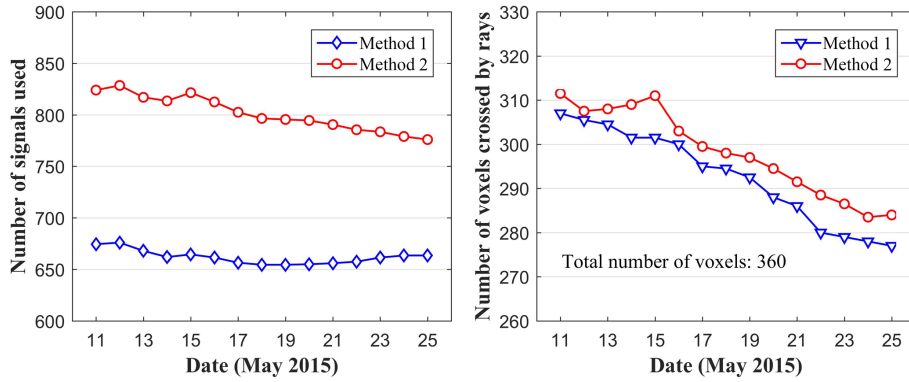 Number of signals used
900
850
800
750
700
650
600
Method 1
Method 2
11 13 15 17 19 21 23 25
Date (May 2015)
Number of voxels crossed by rays
330
320
310
300
290
280
270
260
Method 1
Method 2
Total number of voxels: 360
11 13 15 17 19 21 23 25
Date (May 2015)